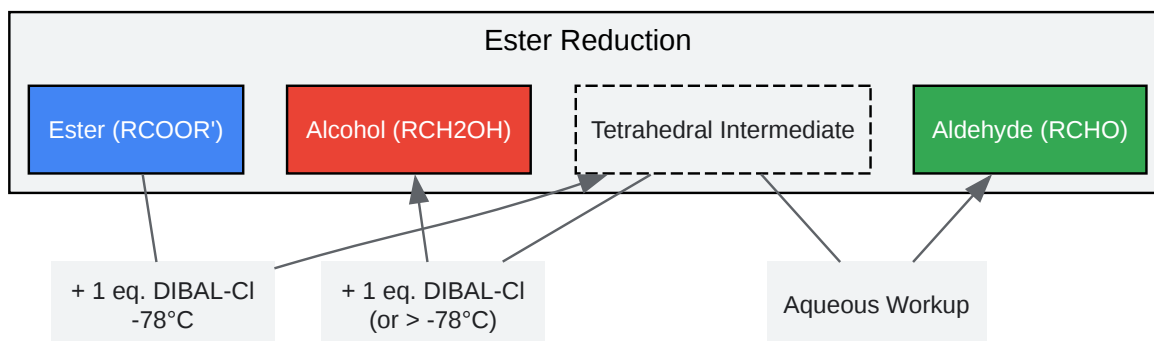 Ester Reduction
Ester (RCOOR')
Alcohol (RCH2OH)
Tetrahedral Intermediate
Aldehyde (RCHO)
+ 1 eq. DIBAL-Cl
-78°C
+ 1 eq. DIBAL-Cl
(or > -78°C)
Aqueous Workup